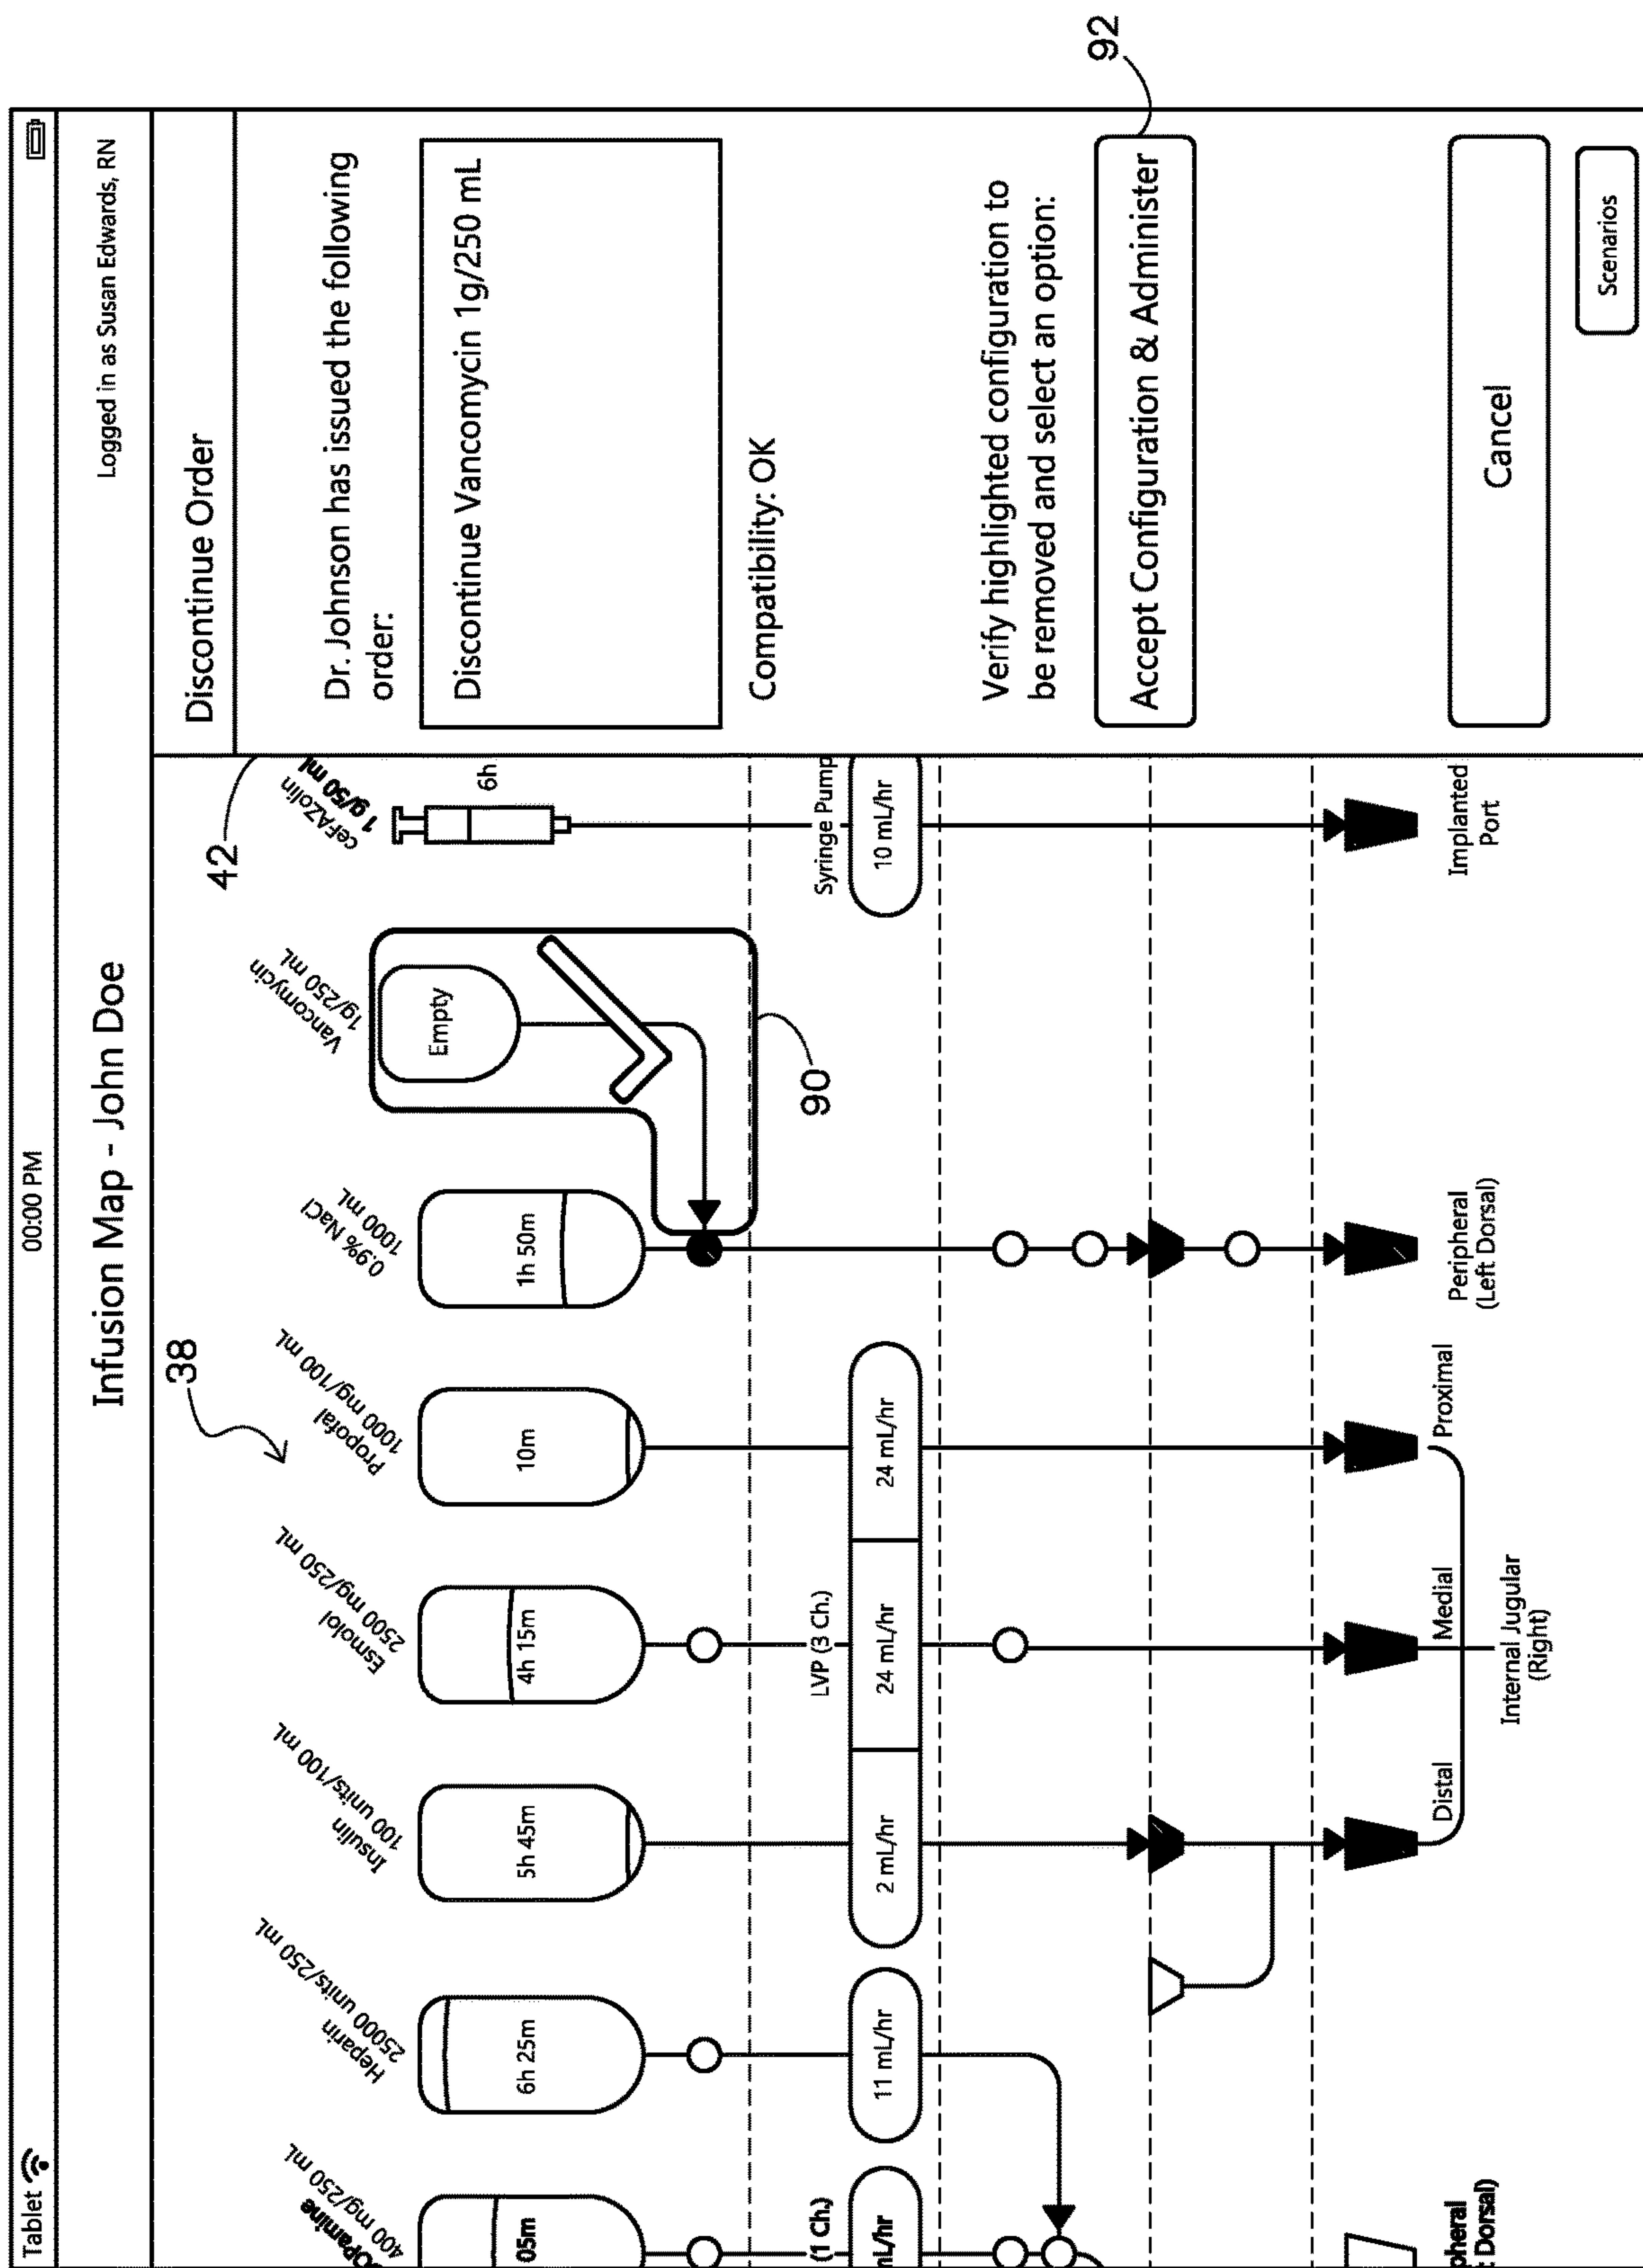 Tablet
00:00 PM
Infusion Map - John Doe
Logged in as Susan Edwards, RN
38
42
400 mg/250 mL
Heparin
25000 units/250 mL
Insulin
100 units/100 mL
Esmolol
2500 mg/250 mL
Propofal
1000 mg/100 mL
0.9% NaCl
1000 mL
Vancomycin
1g/250 mL
ceFAZolin
1 g/50 ml
05m
6h 25m
5h 45m
4h 15m
10m
1h 50m
Empty
6h
90
(1 Ch.)
LVP (3 Ch.)
Syringe Pump
mL/hr
11 mL/hr
2 mL/hr
24 mL/hr
24 mL/hr
10 mL/hr
Distal
Medial
Proximal
Internal Jugular
(Right)
Peripheral
(Left Dorsal)
Implanted
Port
Dorsal)
Discontinue Order
Dr. Johnson has issued the following
order:
Discontinue Vancomycin 1g/250 mL
Compatibility: OK
Verify highlighted configuration to
be removed and select an option:
Accept Configuration & Administer
92
Cancel
Scenarios